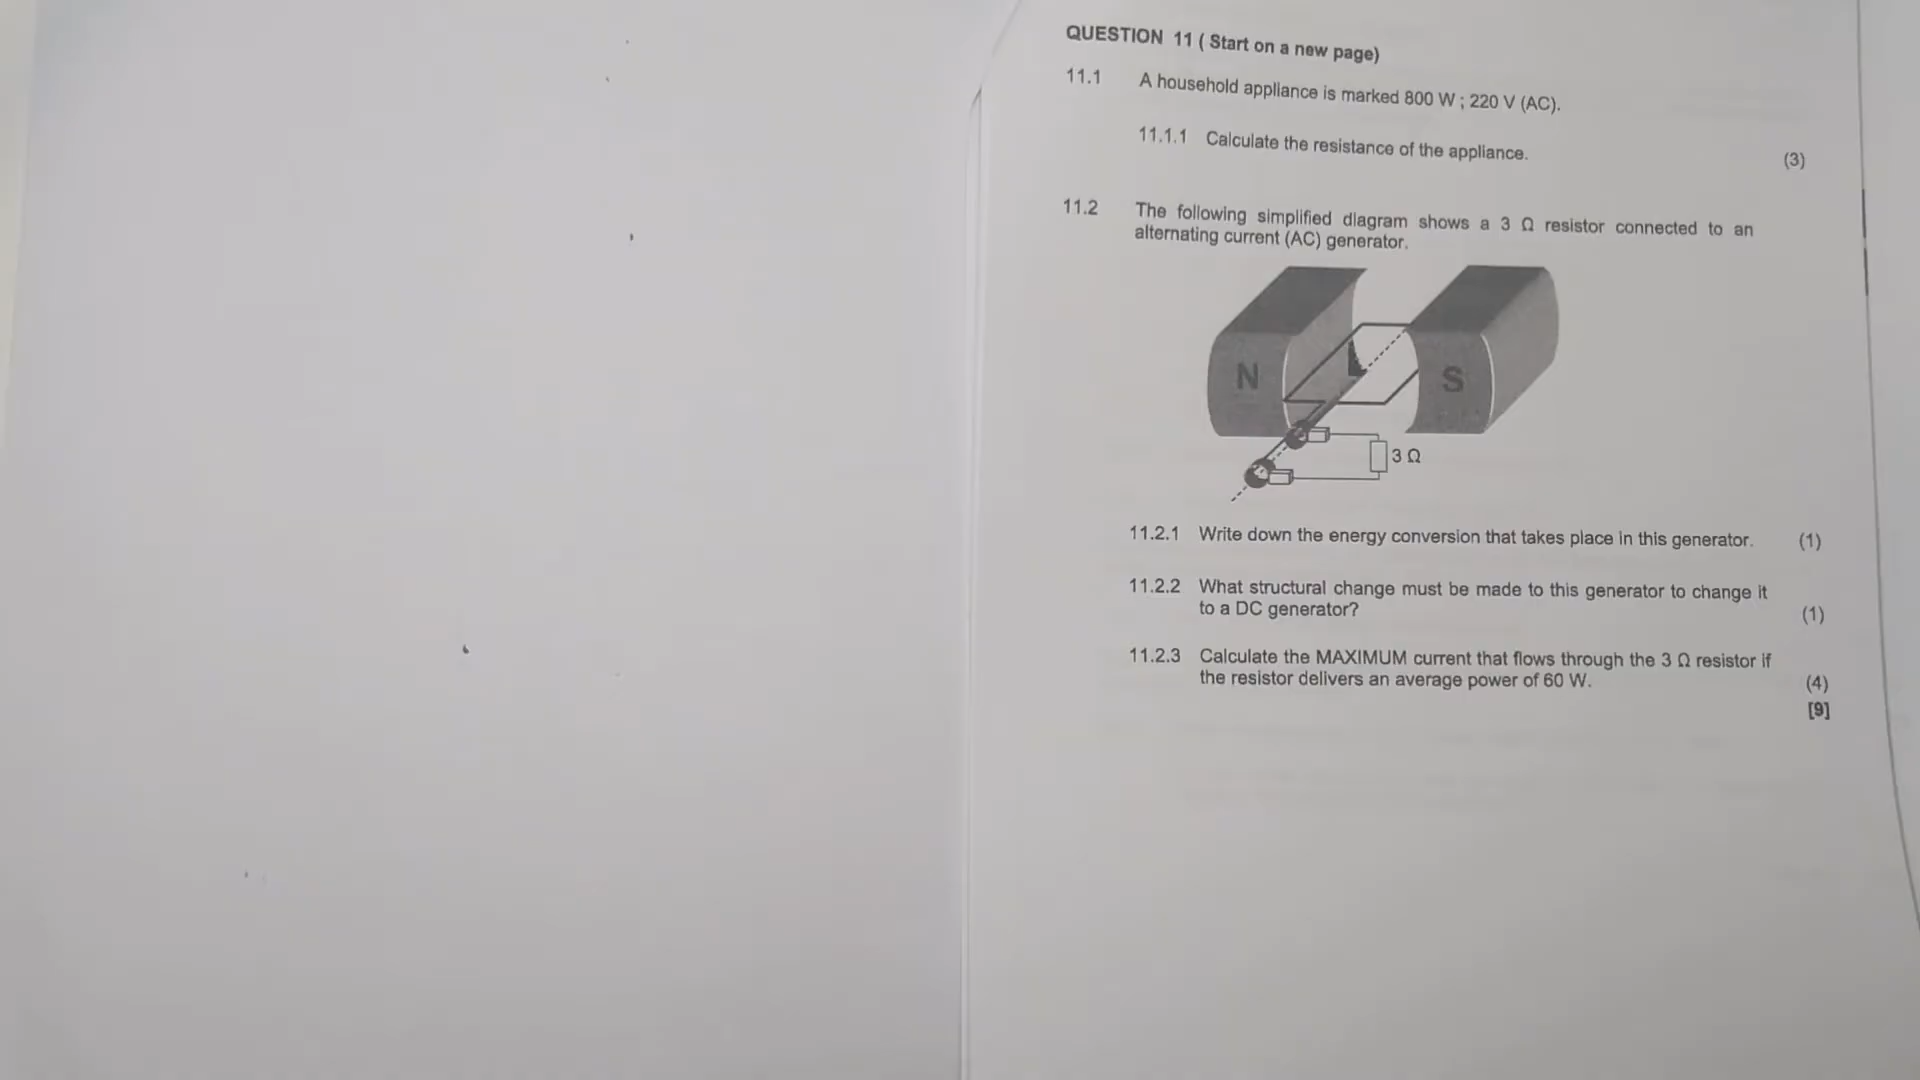 QUESTION 11 ( Start on a new page)
11.1 A household appliance is marked 800 W ; 220 V (AC).
11.1.1 Calculate the resistance of the appliance. (3)
11.2 The following simplified diagram shows a 3 Ω resistor connected to an
alternating current (AC) generator.
N S
3 Ω
11.2.1 Write down the energy conversion that takes place in this generator. (1)
11.2.2 What structural change must be made to this generator to change it
to a DC generator? (1)
11.2.3 Calculate the MAXIMUM current that flows through the 3 Ω resistor if
the resistor delivers an average power of 60 W. (4)
[9]